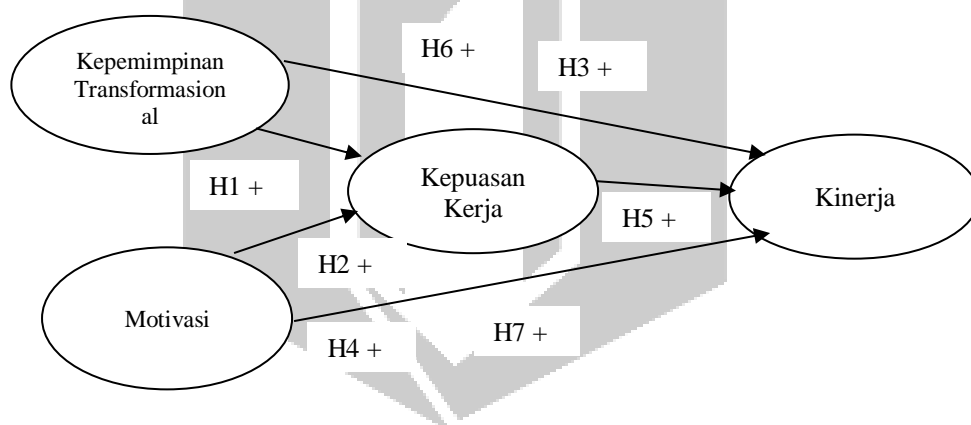 H6 +
H3 +
Kepemimpinan
Transformasion
al
H1 +
Kepuasan
Kerja
Kinerja
H5 +
H2 +
Motivasi
H4 +
H7 +